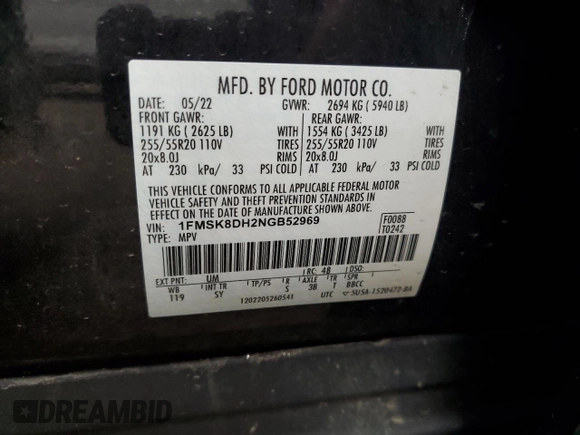 MFD. BY FORD MOTOR CO.
DATE: 05/22 GVWR: 2694 KG ( 5940 LB)
FRONT GAWR: REAR GAWR:
1191 KG ( 2625 LB) WITH 1554 KG ( 3425 LB) WITH
255/55R20 110V TIRES 255/55R20 110V TIRES
20x8.0J RIMS 20x8.0J RIMS
AT 230 kPa/ 33 PSI COLD AT 230 kPa/ 33 PSI COLD
THIS VEHICLE CONFORMS TO ALL APPLICABLE FEDERAL MOTOR
VEHICLE SAFETY AND THEFT PREVENTION STANDARDS IN
EFFECT ON THE DATE OF MANUFACTURE SHOWN ABOVE.
VIN: 1FMSK8DH2NGB52969 F0088
TYPE: MPV T0242
EXT PNT: UM RC: 48 DSO:
WB INT TR TP/PS R AXLE TR SPR
119 SY S 3B T BBCC
1202205260541 UTC ▽ 5U5A-1520472-BA
DREAMBID